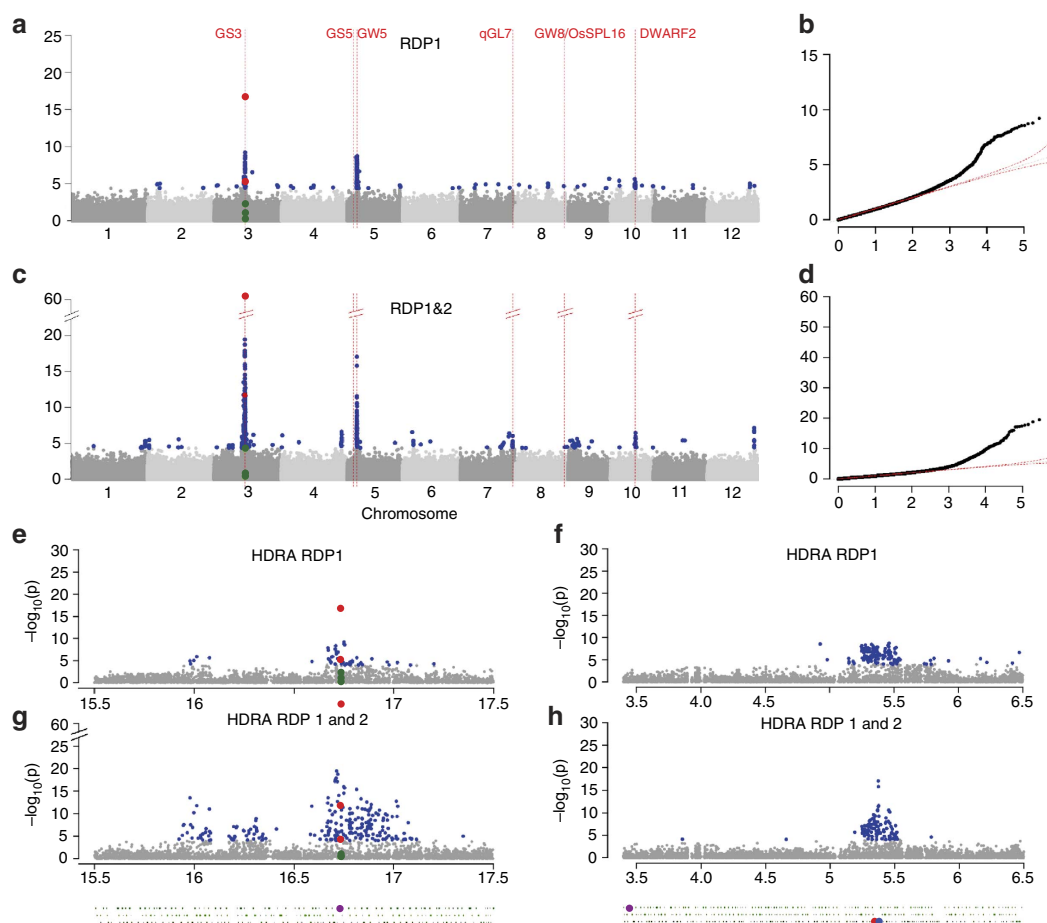 a
GS3 GS5 GW5 qGL7 GW8/OsSPL16 DWARF2
RDP1
25
20
15
10
5
0
1 2 3 4 5 6 7 8 9 10 11 12
b
15
10
5
0
0 1 2 3 4 5
c
RDP1&2
60
20
15
10
5
0
1 2 3 4 5 6 7 8 9 10 11 12
Chromosome
d
60
50
40
30
20
10
0
0 1 2 3 4 5
e
HDRA RDP1
–log10(p)
30
25
20
15
10
5
0
15.5 16 16.5 17 17.5
f
HDRA RDP1
–log10(p)
30
25
20
15
10
5
0
3.5 4.0 5.0 5.5 6 6.5
g
HDRA RDP 1 and 2
–log10(p)
60
25
20
15
10
5
0
15.5 16 16.5 17 17.5
h
HDRA RDP 1 and 2
–log10(p)
30
25
20
15
10
5
0
3.5 4.5 5 5.5 6 6.5